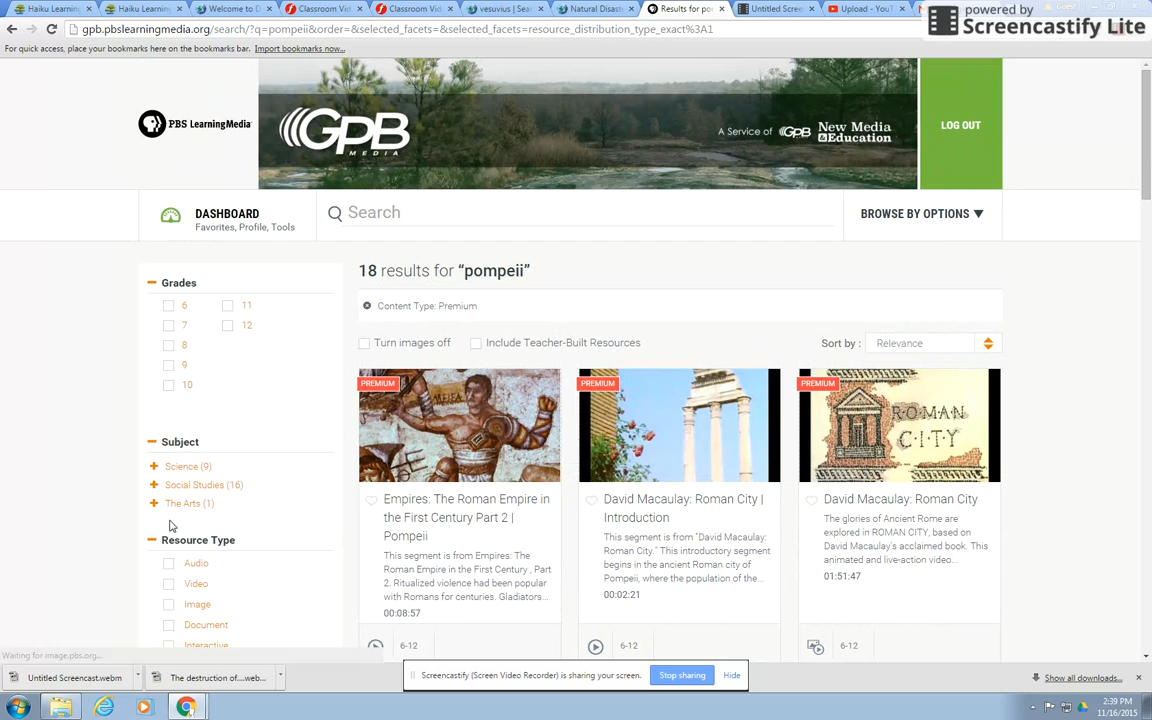 Haiku Learning
Haiku Learning
Welcome to D
Classroom Vid
Classroom Vid
vesuvius | Sea
Natural Disast
Results for po
Untitled Scree
Upload - YouT
powered by
Screencastify Lite
gpb.pbslearningmedia.org/search/?q=pompeii&order=&selected_facets=&selected_facets=resource_distribution_type_exact%3A1
For quick access, place your bookmarks here on the bookmarks bar. Import bookmarks now...
PBS LearningMedia
GPB
MEDIA
A Service of GPB New Media & Education
LOG OUT
DASHBOARD
Favorites, Profile, Tools
Search
BROWSE BY OPTIONS ▼
Grades
6 11
7 12
8
9
10
Subject
Science (9)
Social Studies (16)
The Arts (1)
Resource Type
Audio
Video
Image
Document
Interactive
18 results for “pompeii”
Content Type: Premium
Turn images off
Include Teacher-Built Resources
Sort by : Relevance
PREMIUM
Empires: The Roman Empire in
the First Century Part 2 |
Pompeii
This segment is from Empires: The
Roman Empire in the First Century , Part
2. Ritualized violence had been popular
with Romans for centuries. Gladiators...
00:08:57
6-12
PREMIUM
David Macaulay: Roman City |
Introduction
This segment is from "David Macaulay:
Roman City." This introductory segment
begins in the ancient Roman city of
Pompeii, where the population of the...
00:02:21
6-12
PREMIUM
ROMAN
CITY
David Macaulay: Roman City
The glories of Ancient Rome are
explored in ROMAN CITY, based on
David Macaulay's acclaimed book. This
animated and live-action video...
01:51:47
6-12
Waiting for image.pbs.org...
Untitled Screencast.webm
The destruction of....web...
Screencastify (Screen Video Recorder) is sharing your screen.
Stop sharing
Hide
Show all downloads...
2:39 PM
11/16/2015